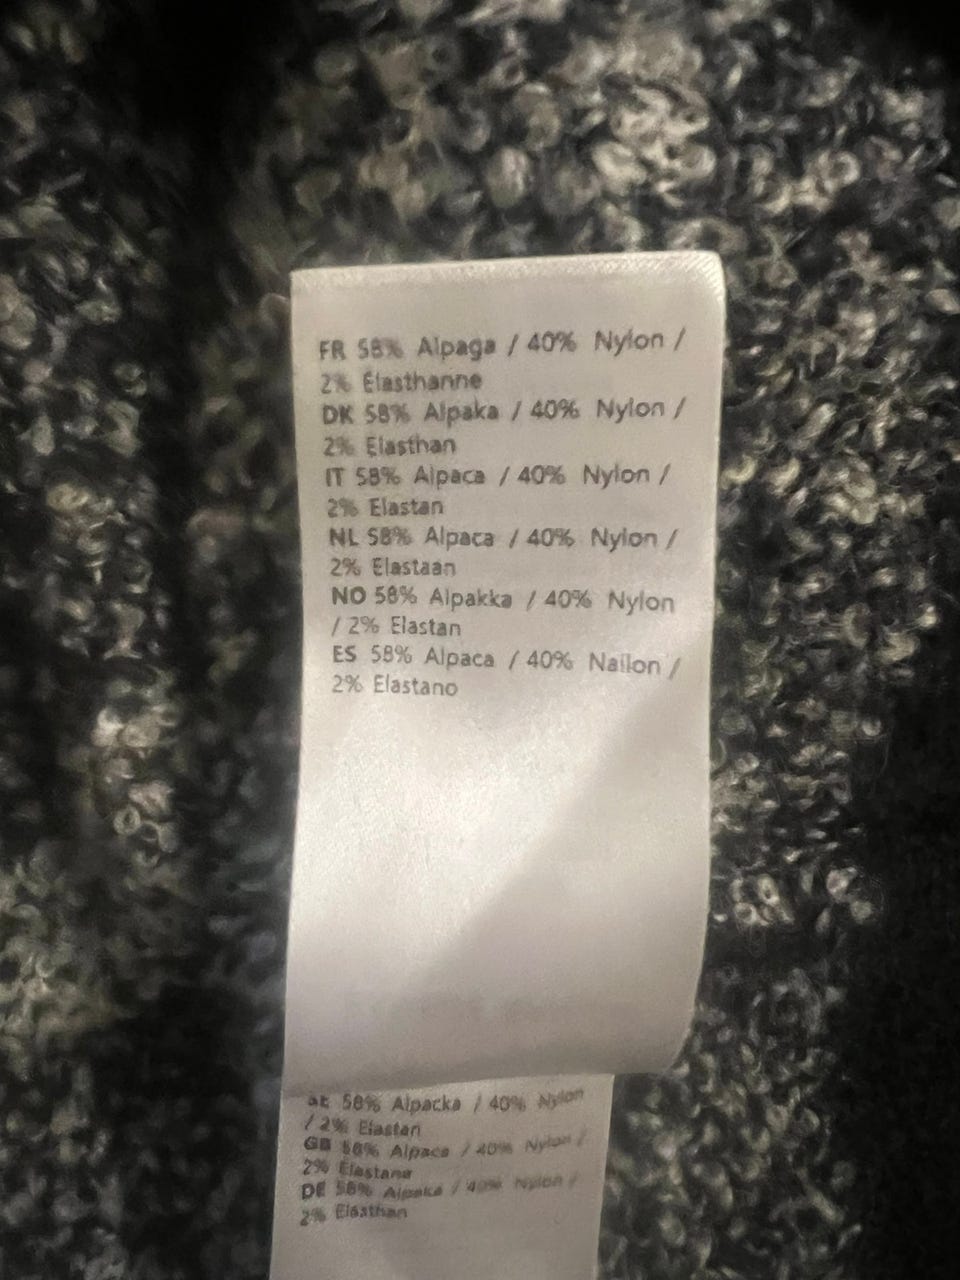 FR 58% Alpaga / 40% Nylon /
2% Élasthanne
DK 58% Alpaka / 40% Nylon /
2% Elasthan
IT 58% Alpaca / 40% Nylon /
2% Elastan
NL 58% Alpaca / 40% Nylon /
2% Elastaan
NO 58% Alpakka / 40% Nylon
/ 2% Elastan
ES 58% Alpaca / 40% Nailon /
2% Elastano
SE 58% Alpacka / 40% Nylon
/ 2% Elastan
GB 58% Alpaca / 40% Nylon /
2% Elastane
DE 58% Alpaka / 40% Nylon /
2% Elasthan